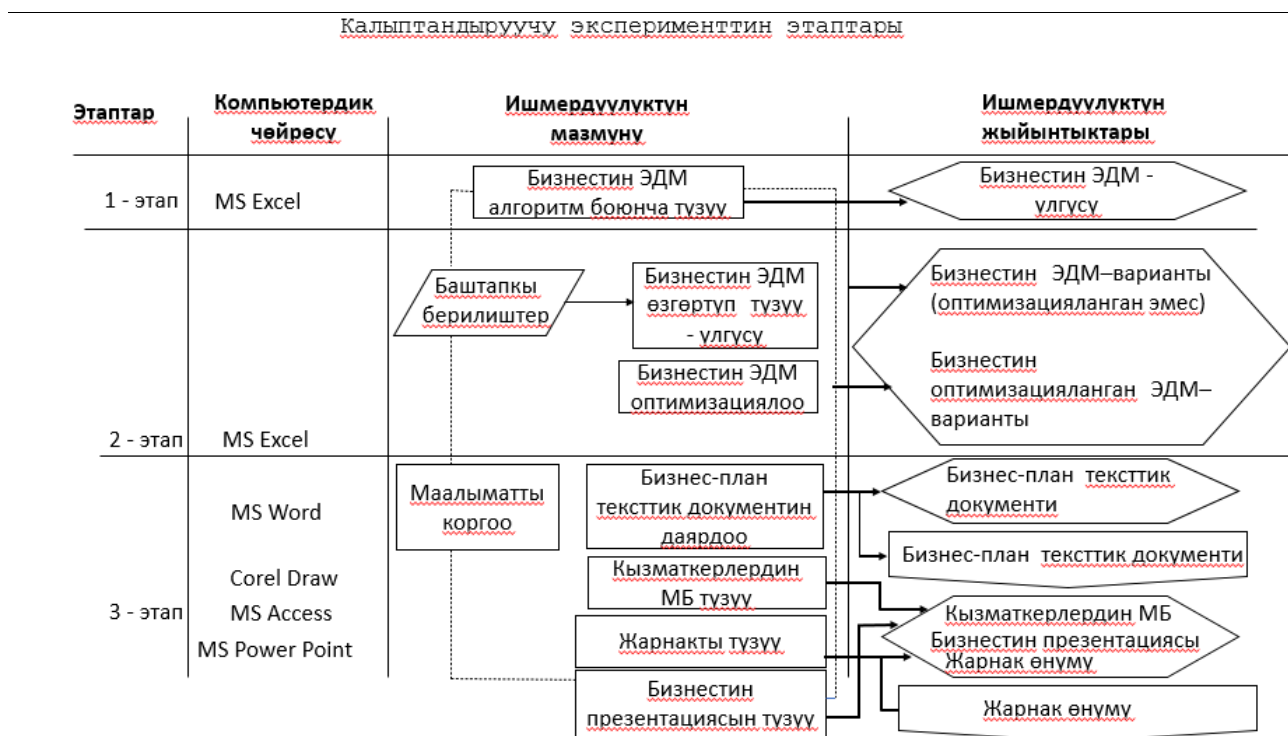 Калыптандыруучу эксперименттин этаптары
Этаптар
Компьютердик
чөйрөсү
Ишмердүүлүктүн
мазмуну
Ишмердүүлүктүн
жыйынтыктары
1 - этап
MS Excel
Бизнестин ЭДМ
алгоритм боюнча түзүү
Бизнестин ЭДМ -
үлгүсү
Баштапкы
берилиштер
Бизнестин ЭДМ
өзгөртүп түзүү
- үлгүсү
Бизнестин ЭДМ
оптимизациялоо
Бизнестин ЭДМ–варианты
(оптимизацияланган эмес)
Бизнестин
оптимизацияланган ЭДМ–
варианты
2 - этап
MS Excel
3 - этап
MS Word
Corel Draw
MS Access
MS Power Point
Маалыматты
коргоо
Бизнес-план
тексттик документин
даярдоо
Кызматкерлердин
МБ түзүү
Жарнакты түзүү
Бизнестин
презентациясын түзүү
Бизнес-план тексттик
документи
Бизнес-план тексттик документи
Кызматкерлердин МБ
Бизнестин презентациясы
Жарнак өнүмү
Жарнак өнүмү